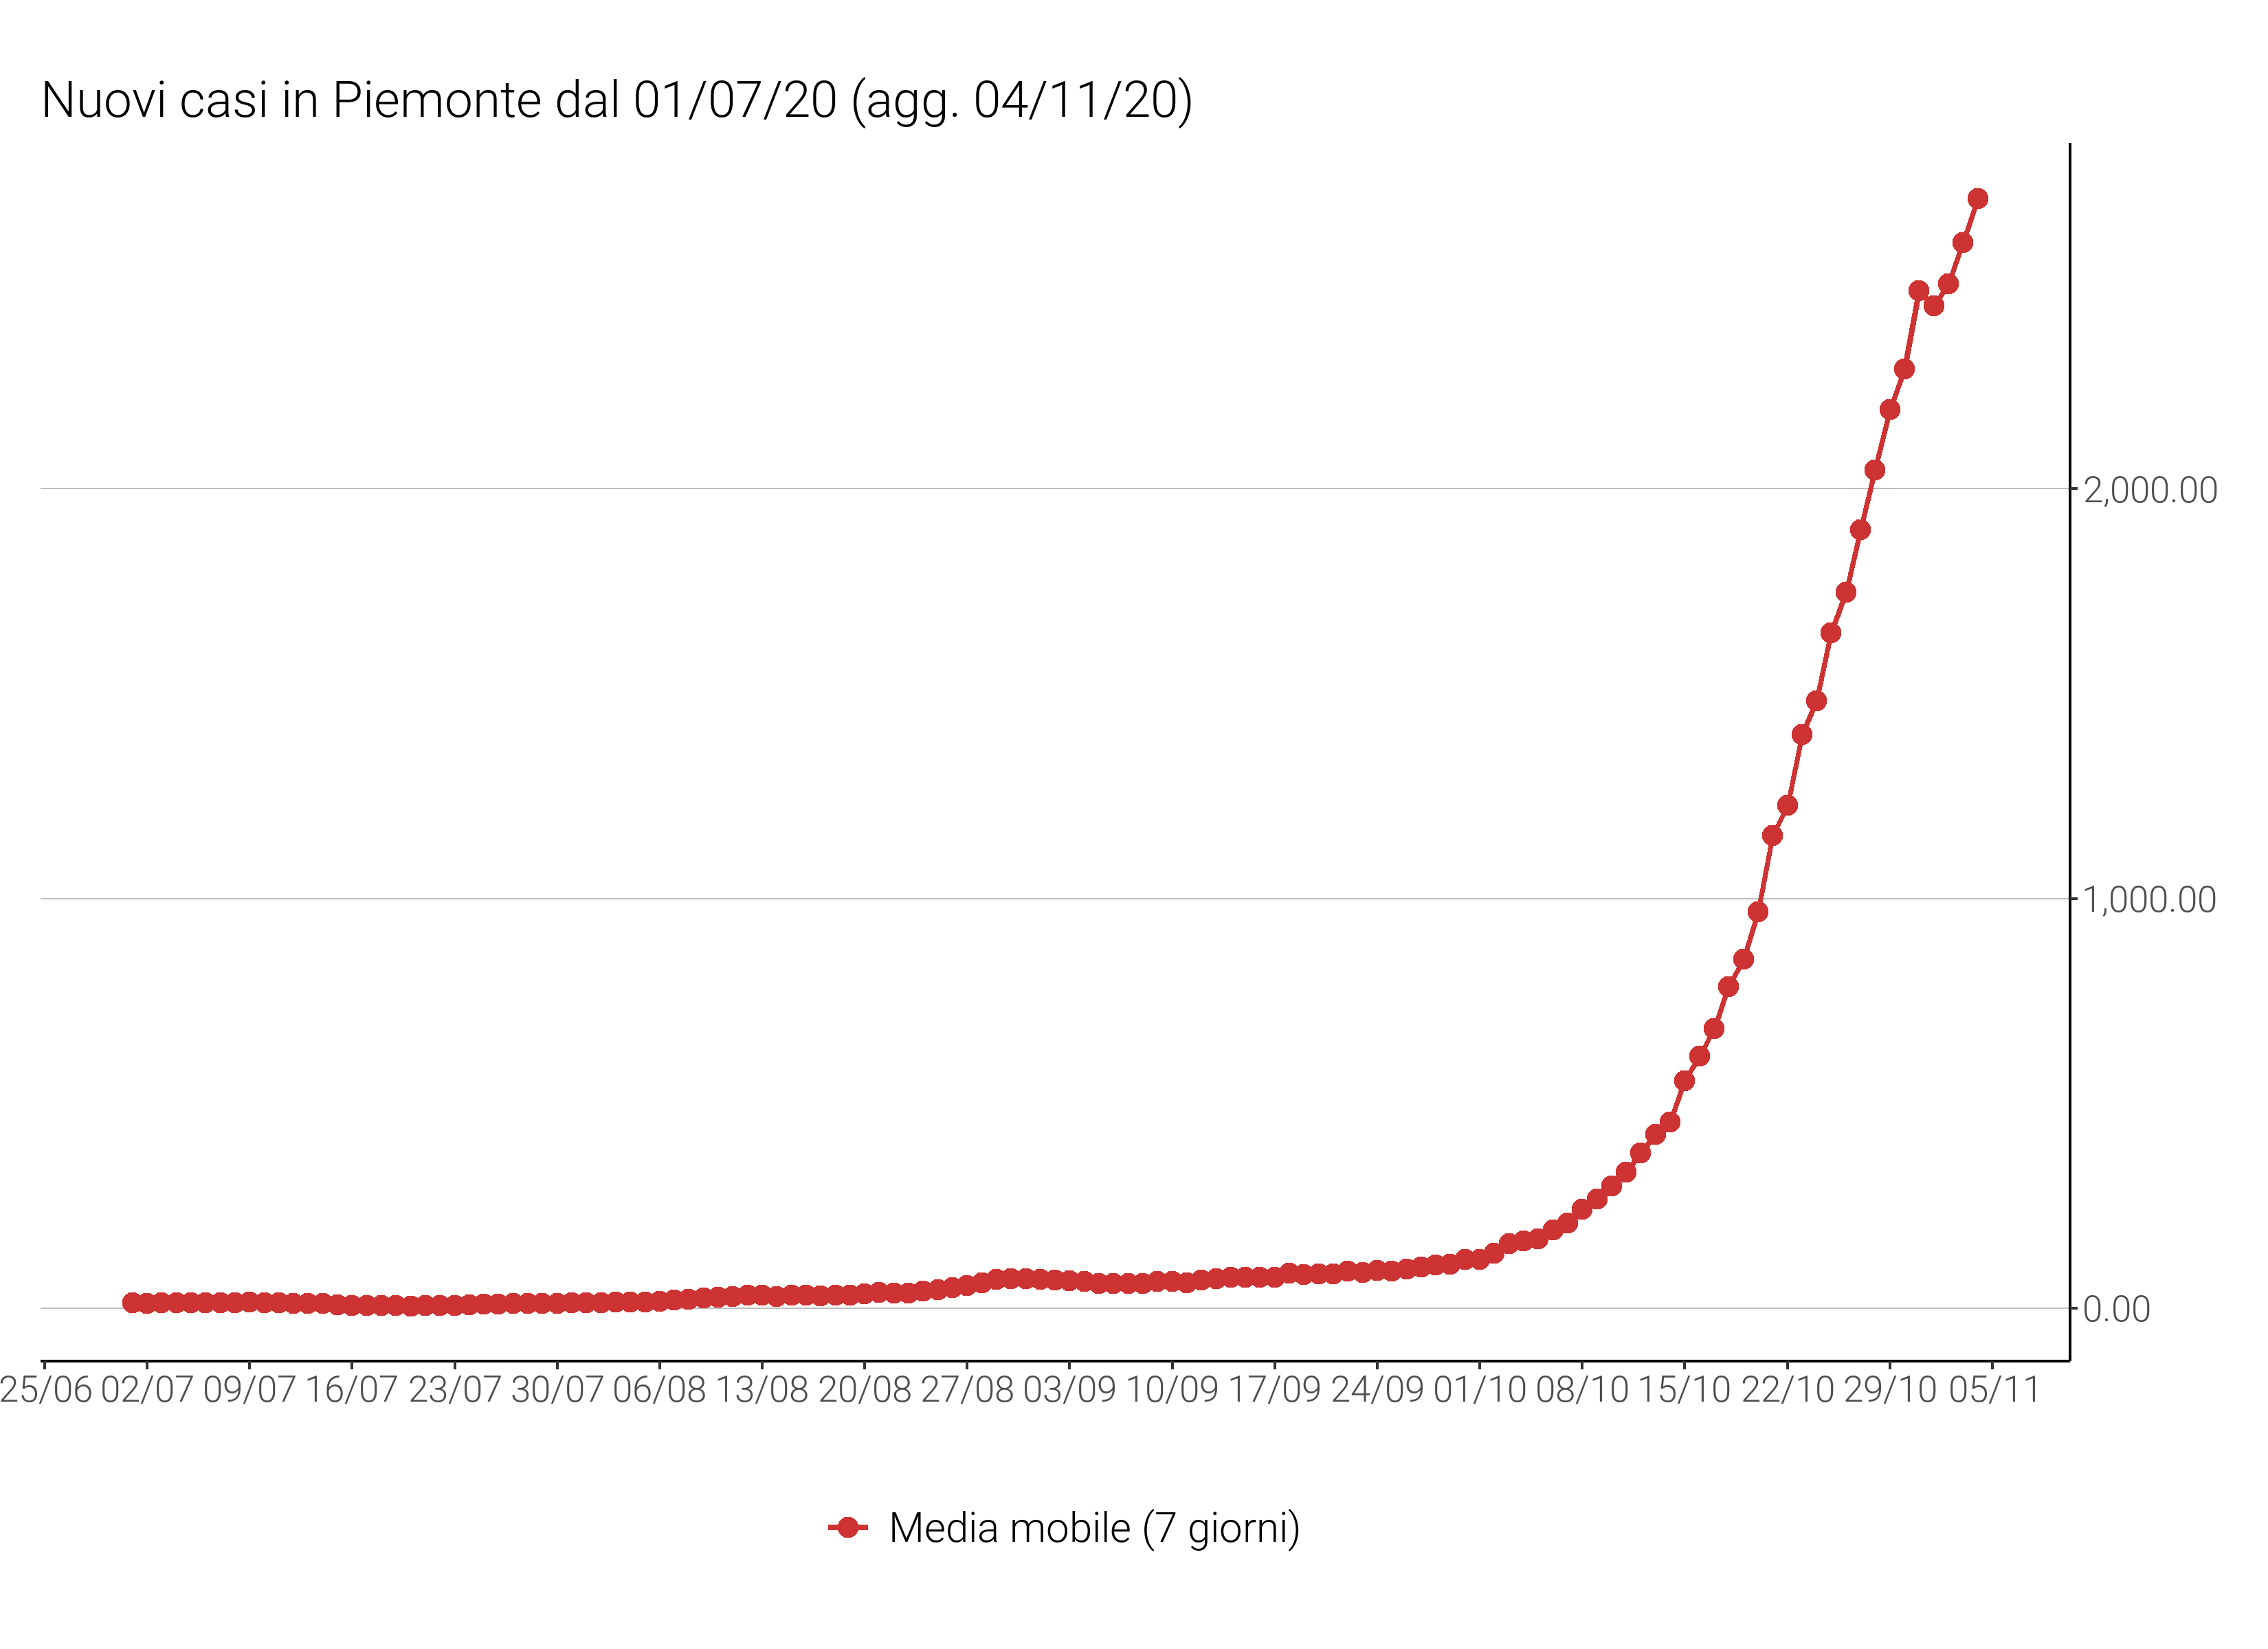 Nuovi casi in Piemonte dal 01/07/20 (agg. 04/11/20)
2,000.00
1,000.00
0.00
25/06 02/07 09/07 16/07 23/07 30/07 06/08 13/08 20/08 27/08 03/09 10/09 17/09 24/09 01/10 08/10 15/10 22/10 29/10 05/11
Media mobile (7 giorni)